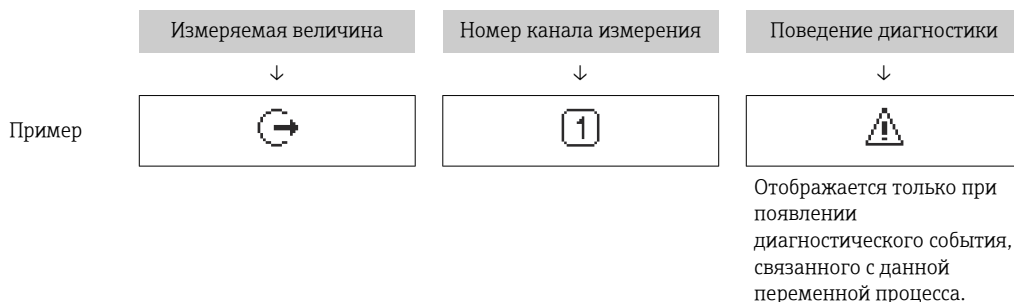 Измеряемая величина
Номер канала измерения
Поведение диагностики
↓ ↓ ↓
Пример
1
Отображается только при
появлении
диагностического события,
связанного с данной
переменной процесса.